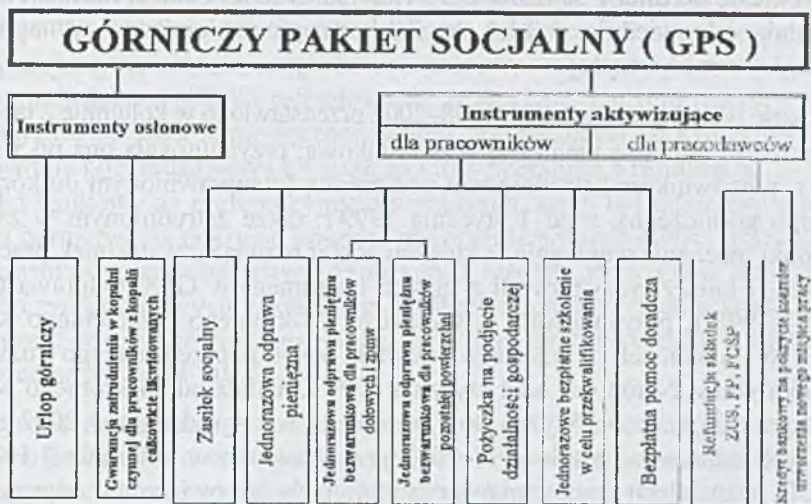 GÓRNICZY PAKIET SOCJALNY ( GPS )
Instrumenty osłonowe
Instrumenty aktywizujące
dla pracowników
dla pracodawców
Urlop górniczy
Gwarancja zatrudnienia w kopalni
czynnej dla pracowników z kopalń
całkowicie likwidowanych
Zasiłek socjalny
Jednorazowa odprawa
pieniężna
Jednorazowa odprawa pieniężna
bezwarunkowa dla pracowników
dołowych i
Jednorazowa odprawa pieniężna
bezwarunkowa dla pracowników
pozostałej powierzchni
Pożyczka na podjęcie
działalności gospodarczej
Jednorazowe bezpłatne szkolenie
w celu przekwalifikowania
Bezpłatna pomoc doradcza
Refundacja składek
ZUS, FP, FGŚP
Kredyt bankowy na pokrycie kosztów
utworzenia nowego miejsca pracy